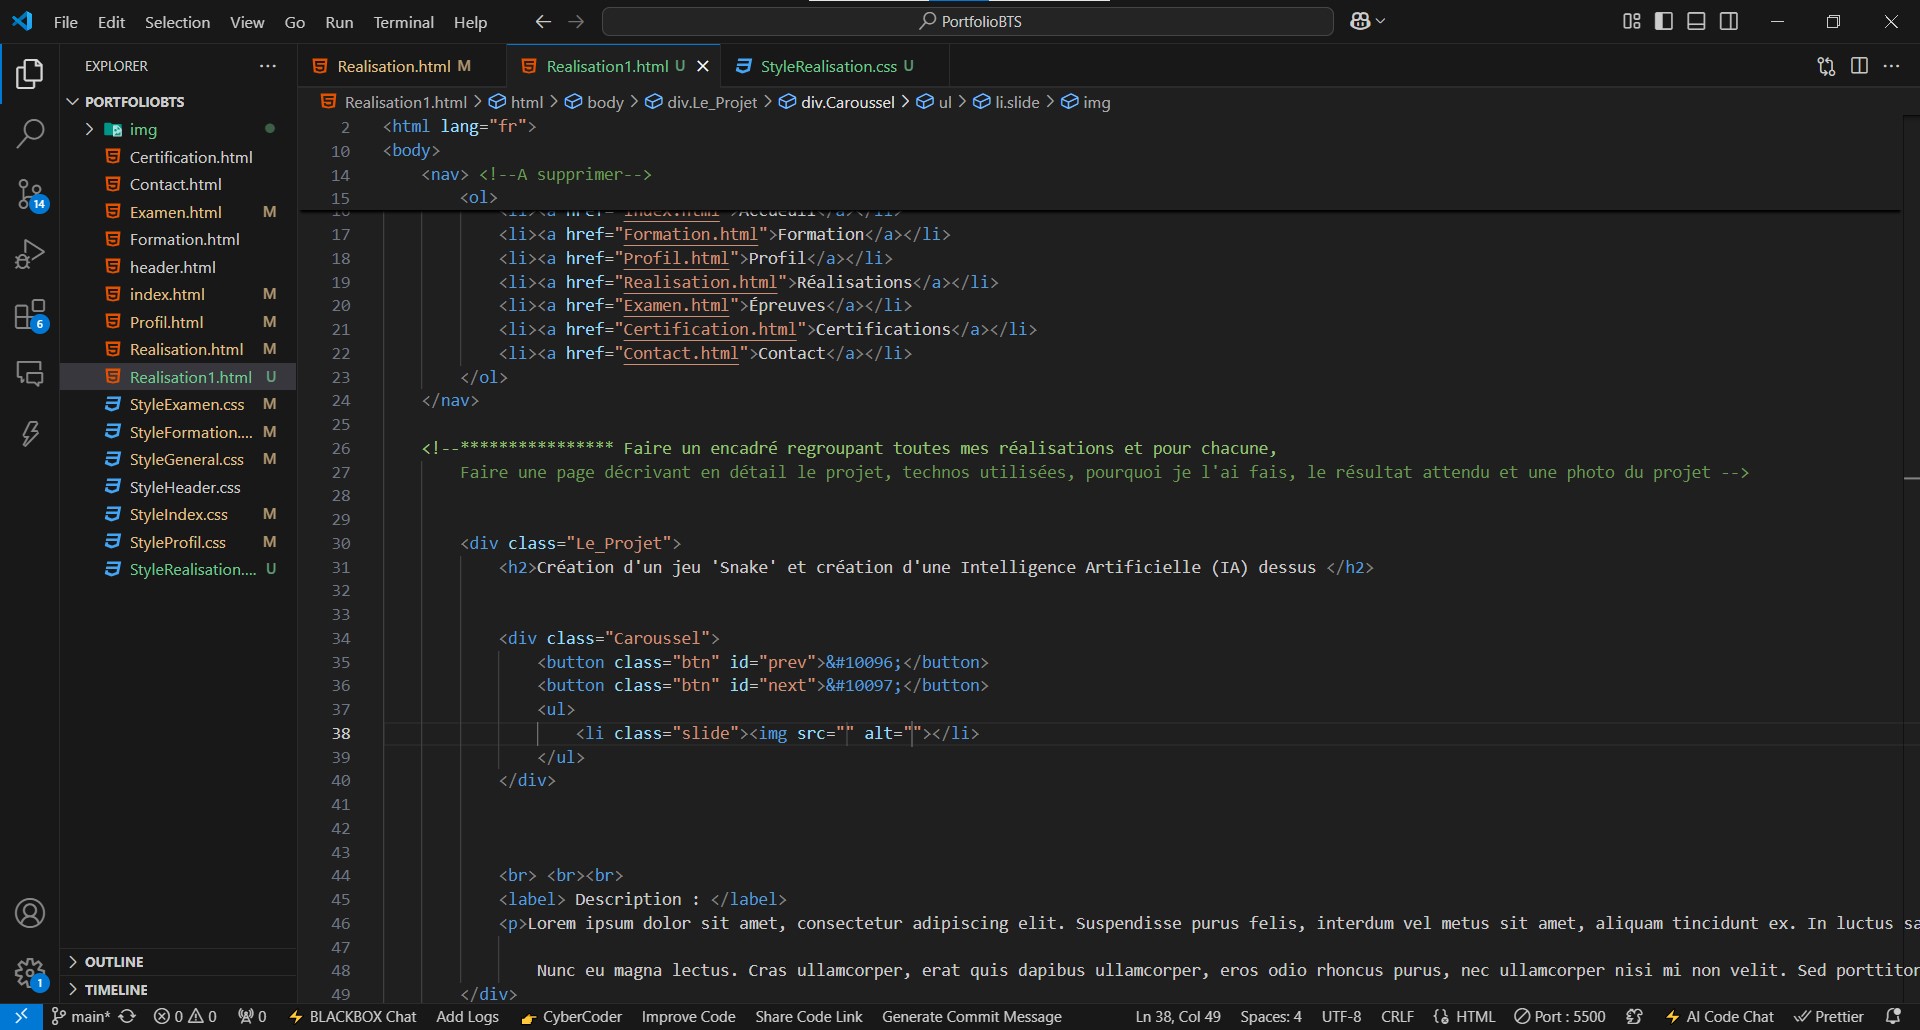 File Edit Selection View Go Run Terminal Help PortfolioBTS
EXPLORER
PORTFOLIOBTS
img
Certification.html
Contact.html
Examen.html M
Formation.html
header.html
index.html M
Profil.html M
Realisation.html M
Realisation1.html U
StyleExamen.css M
StyleFormation.... M
StyleGeneral.css M
StyleHeader.css
StyleIndex.css M
StyleProfil.css M
StyleRealisation.... U
OUTLINE
TIMELINE
14
6
1
Realisation.html M Realisation1.html U StyleRealisation.css U
Realisation1.html > html > body > div.Le_Projet > div.Caroussel > ul > li.slide > img
2 <html lang="fr">
10 <body>
14 <nav> <!--A supprimer-->
15 <ol>
16 <li><a href="index.html">Accueuil</a></li>
17 <li><a href="Formation.html">Formation</a></li>
18 <li><a href="Profil.html">Profil</a></li>
19 <li><a href="Realisation.html">Réalisations</a></li>
20 <li><a href="Examen.html">Épreuves</a></li>
21 <li><a href="Certification.html">Certifications</a></li>
22 <li><a href="Contact.html">Contact</a></li>
23 </ol>
24 </nav>
25
26 <!--**************** Faire un encadré regroupant toutes mes réalisations et pour chacune,
27 Faire une page décrivant en détail le projet, technos utilisées, pourquoi je l'ai fais, le résultat attendu et une photo du projet -->
28
29
30 <div class="Le_Projet">
31 <h2>Création d'un jeu 'Snake' et création d'une Intelligence Artificielle (IA) dessus </h2>
32
33
34 <div class="Caroussel">
35 <button class="btn" id="prev">&#10096;</button>
36 <button class="btn" id="next">&#10097;</button>
37 <ul>
38 <li class="slide"><img src="" alt=""></li>
39 </ul>
40 </div>
41
42
43
44 <br> <br><br>
45 <label> Description : </label>
46 <p>Lorem ipsum dolor sit amet, consectetur adipiscing elit. Suspendisse purus felis, interdum vel metus sit amet, aliquam tincidunt ex. In luctus sa
47
48 Nunc eu magna lectus. Cras ullamcorper, erat quis dapibus ullamcorper, eros odio rhoncus purus, nec ullamcorper nisi mi non velit. Sed porttitor
49 </div>
main* 0 0 0 BLACKBOX Chat Add Logs CyberCoder Improve Code Share Code Link Generate Commit Message Ln 38, Col 49 Spaces: 4 UTF-8 CRLF HTML Port : 5500 AI Code Chat Prettier